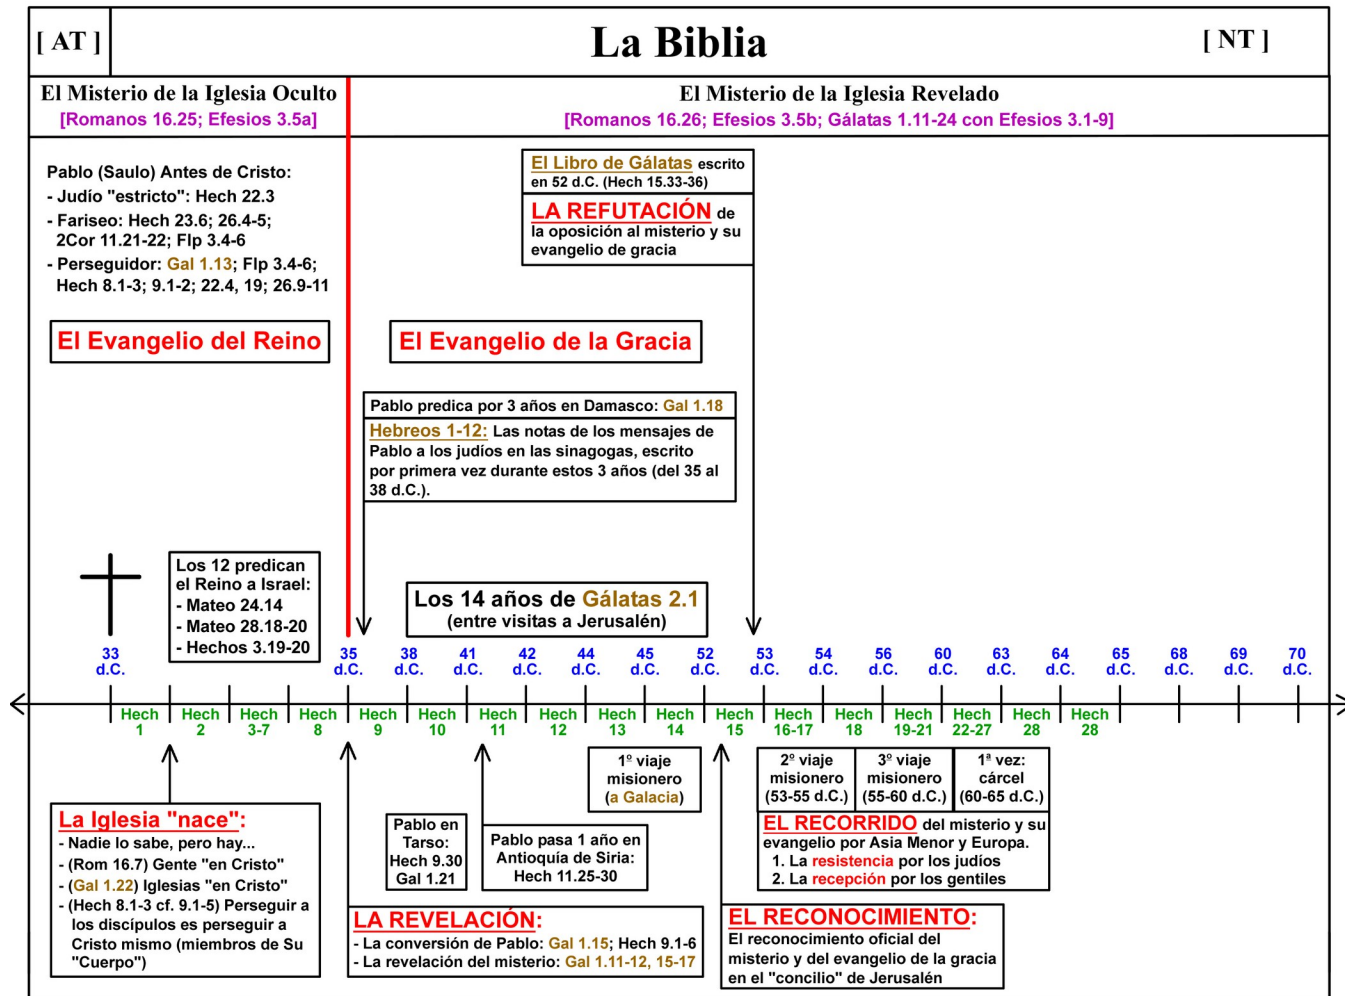 [ AT ]
La Biblia
[ NT ]
El Misterio de la Iglesia Oculto
[Romanos 16.25; Efesios 3.5a]
El Misterio de la Iglesia Revelado
[Romanos 16.26; Efesios 3.5b; Gálatas 1.11-24 con Efesios 3.1-9]
Pablo (Saulo) Antes de Cristo:
- Judío "estricto": Hech 22.3
- Fariseo: Hech 23.6; 26.4-5;
2Cor 11.21-22; Flp 3.4-6
- Perseguidor: Gal 1.13; Flp 3.4-6;
Hech 8.1-3; 9.1-2; 22.4, 19; 26.9-11
El Libro de Gálatas escrito
en 52 d.C. (Hech 15.33-36)
LA REFUTACIÓN de
la oposición al misterio y su
evangelio de gracia
El Evangelio del Reino
El Evangelio de la Gracia
Pablo predica por 3 años en Damasco: Gal 1.18
Hebreos 1-12: Las notas de los mensajes de
Pablo a los judíos en las sinagogas, escrito
por primera vez durante estos 3 años (del 35 al
38 d.C.).
Los 12 predican
el Reino a Israel:
- Mateo 24.14
- Mateo 28.18-20
- Hechos 3.19-20
Los 14 años de Gálatas 2.1
(entre visitas a Jerusalén)
33 d.C.
35 d.C.
38 d.C.
41 d.C.
42 d.C.
44 d.C.
45 d.C.
52 d.C.
53 d.C.
54 d.C.
56 d.C.
60 d.C.
63 d.C.
64 d.C.
65 d.C.
68 d.C.
69 d.C.
70 d.C.
Hech 1
Hech 2
Hech 3-7
Hech 8
Hech 9
Hech 10
Hech 11
Hech 12
Hech 13
Hech 14
Hech 15
Hech 16-17
Hech 18
Hech 19-21
Hech 22-27
Hech 28
Hech 28
La Iglesia "nace":
- Nadie lo sabe, pero hay...
- (Rom 16.7) Gente "en Cristo"
- (Gal 1.22) Iglesias "en Cristo"
- (Hech 8.1-3 cf. 9.1-5) Perseguir a
los discípulos es perseguir a
Cristo mismo (miembros de Su
"Cuerpo")
Pablo en
Tarso:
Hech 9.30
Gal 1.21
Pablo pasa 1 año en
Antioquía de Siria:
Hech 11.25-30
1º viaje
misionero
(a Galacia)
LA REVELACIÓN:
- La conversión de Pablo: Gal 1.15; Hech 9.1-6
- La revelación del misterio: Gal 1.11-12, 15-17
2º viaje
misionero
(53-55 d.C.)
3º viaje
misionero
(55-60 d.C.)
1ª vez:
cárcel
(60-65 d.C.)
EL RECORRIDO del misterio y su
evangelio por Asia Menor y Europa.
1. La resistencia por los judíos
2. La recepción por los gentiles
EL RECONOCIMIENTO:
El reconocimiento oficial del
misterio y del evangelio de la gracia
en el "concilio" de Jerusalén